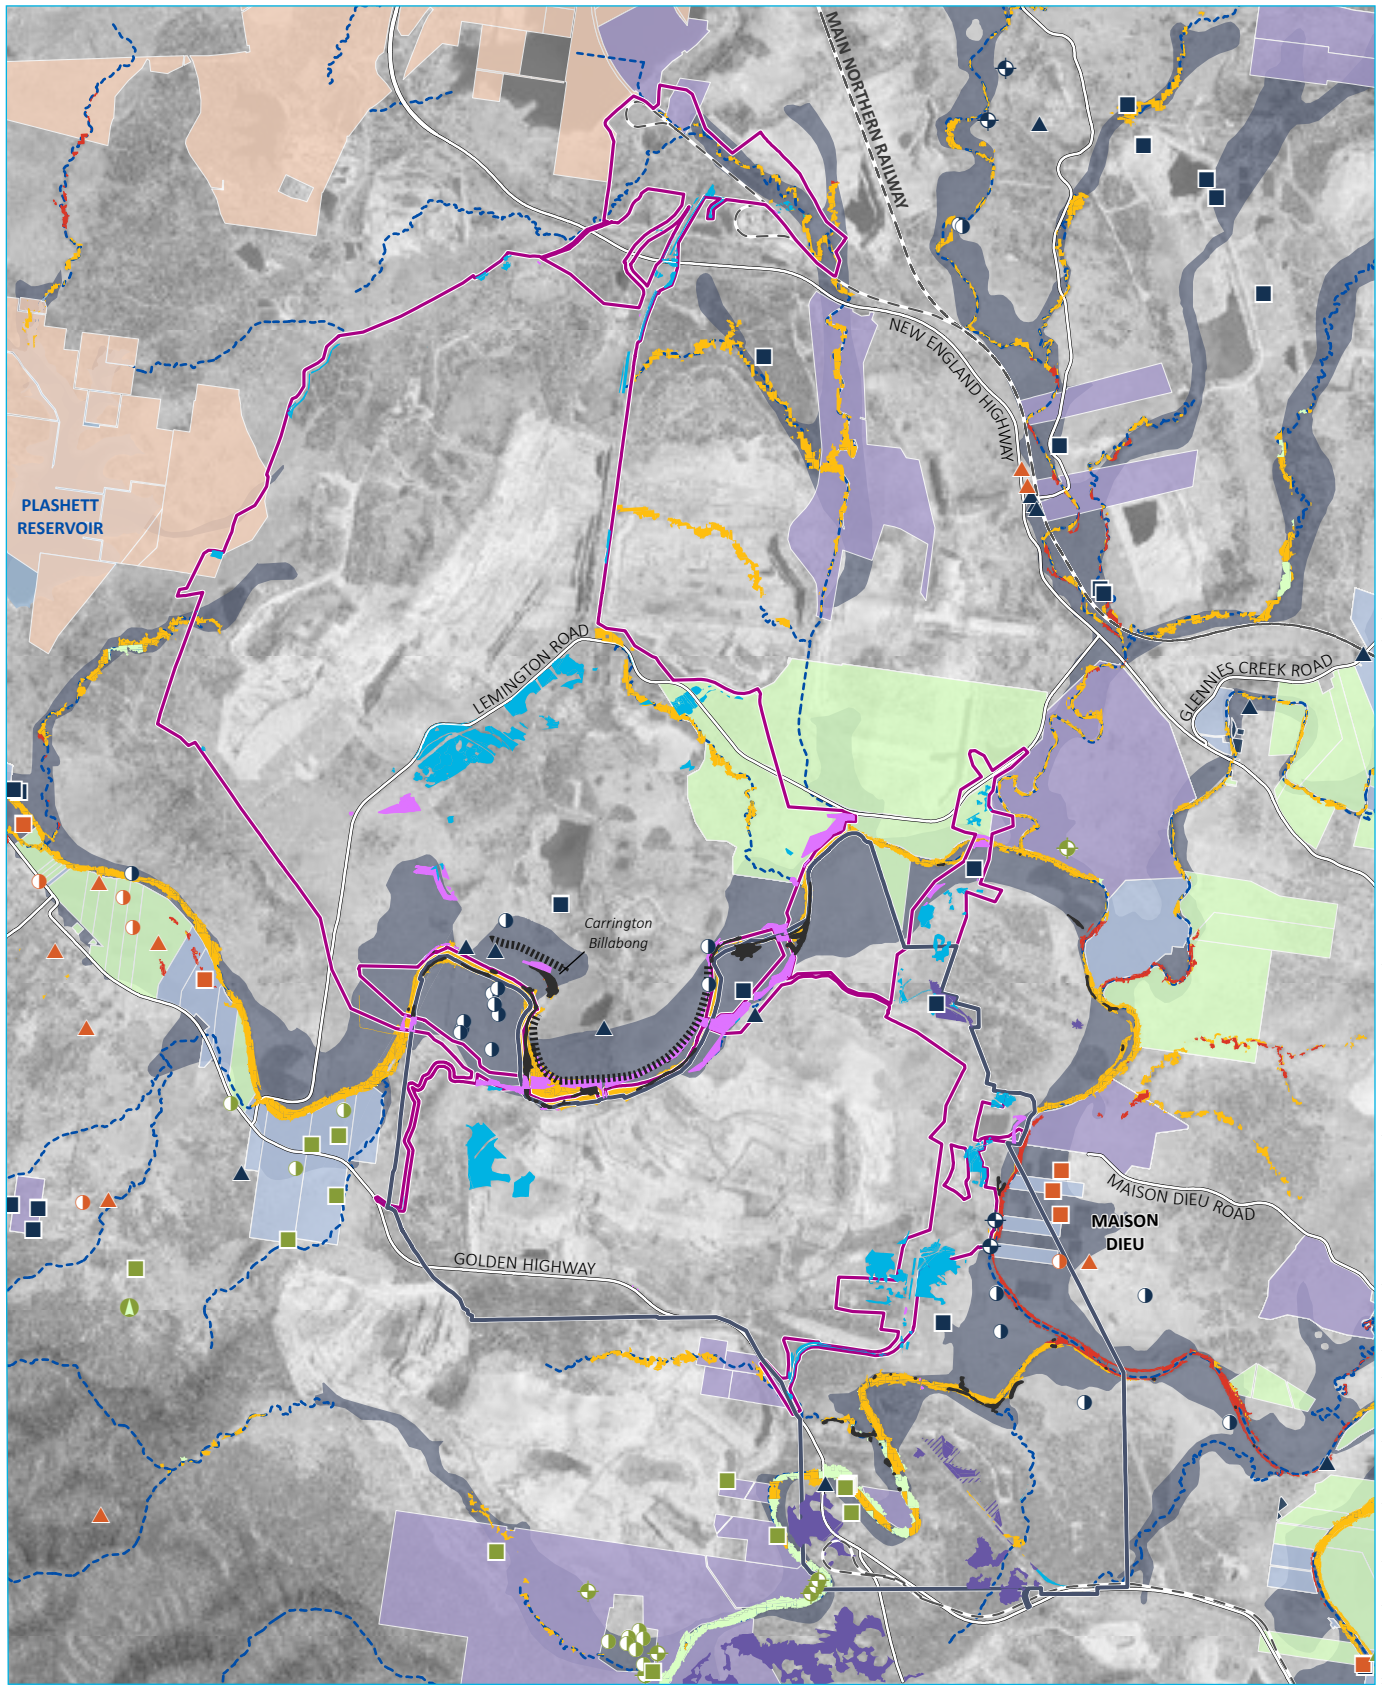 MAIN NORTHERN RAILWAY
NEW ENGLAND HIGHWAY
PLASHETT
RESERVOIR
LEMINGTON ROAD
GLENNIES CREEK ROAD
Carrington
Billabong
MAISON DIEU ROAD
MAISON
DIEU
GOLDEN HIGHWAY